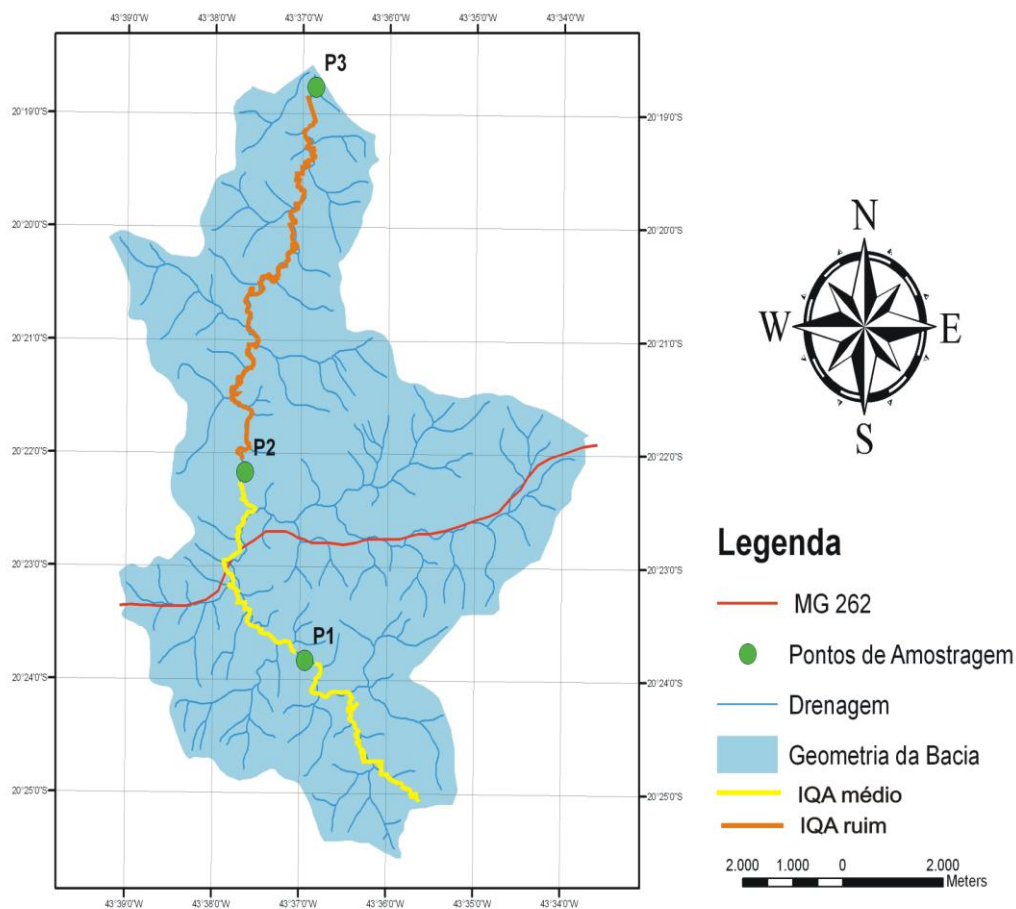 43°39'0"W 43°38'0"W 43°37'0"W 43°36'0"W 43°35'0"W 43°34'0"W
P3
20°19'0"S 20°19'0"S
20°20'0"S 20°20'0"S
N
W E
S
20°21'0"S 20°21'0"S
20°22'0"S 20°22'0"S
P2
20°23'0"S 20°23'0"S
P1
20°24'0"S 20°24'0"S
20°25'0"S 20°25'0"S
43°39'0"W 43°38'0"W 43°37'0"W 43°36'0"W 43°35'0"W 43°34'0"W
Legenda
MG 262
Pontos de Amostragem
Drenagem
Geometria da Bacia
IQA médio
IQA ruim
2.000 1.000 0 2.000
Meters